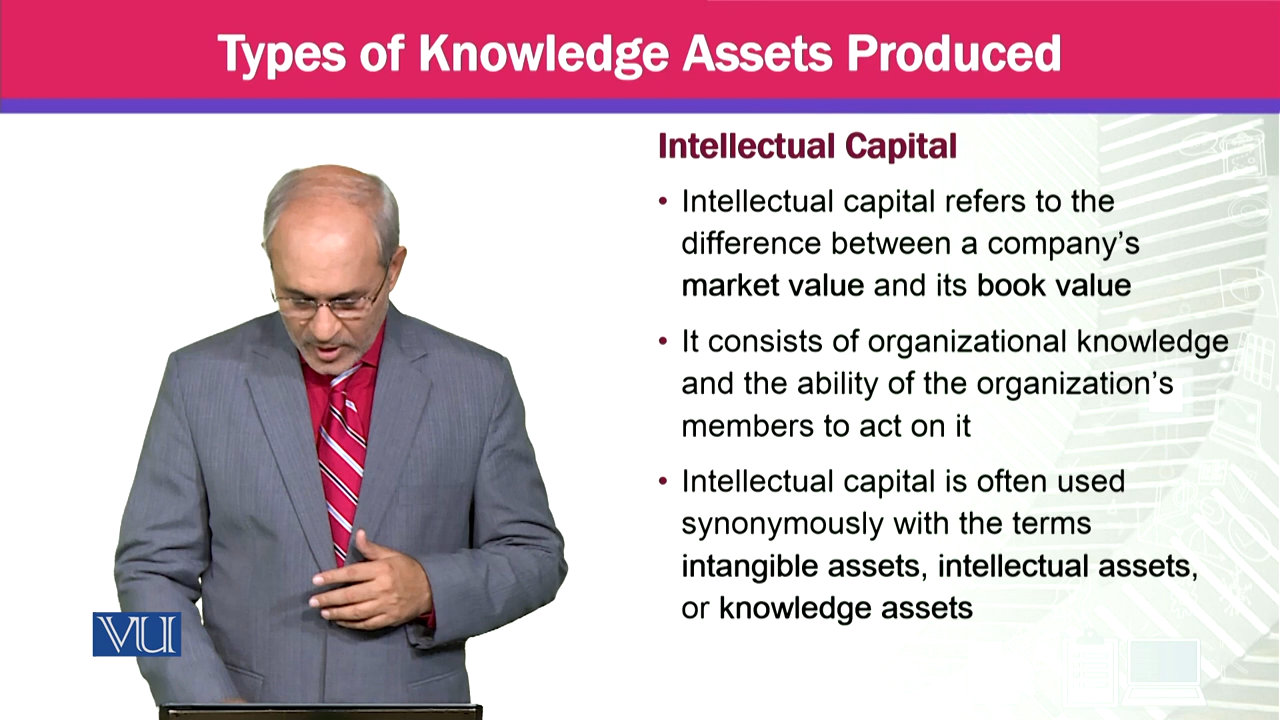 Types of Knowledge Assets Produced
Intellectual Capital
• Intellectual capital refers to the
difference between a company’s
market value and its book value
• It consists of organizational knowledge
and the ability of the organization’s
members to act on it
• Intellectual capital is often used
synonymously with the terms
intangible assets, intellectual assets,
or knowledge assets
VU